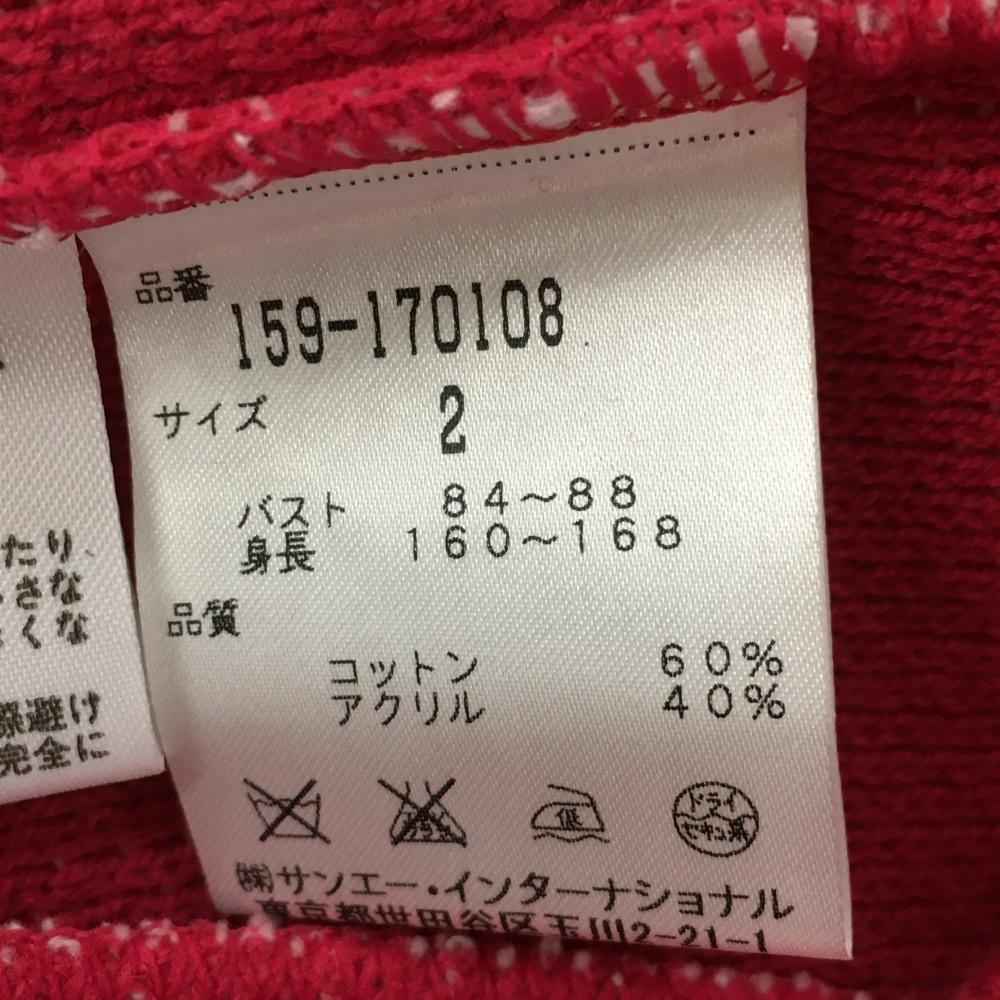 品番
159-170108
サイズ 2
バスト 84～88
身長 160～168
品質
コットン 60%
アクリル 40%
低
ドライ
セキユ系
㈱サンエー・インターナショナル
東京都世田谷区玉川2-21-1
たり
さな
くな
避け
完全に